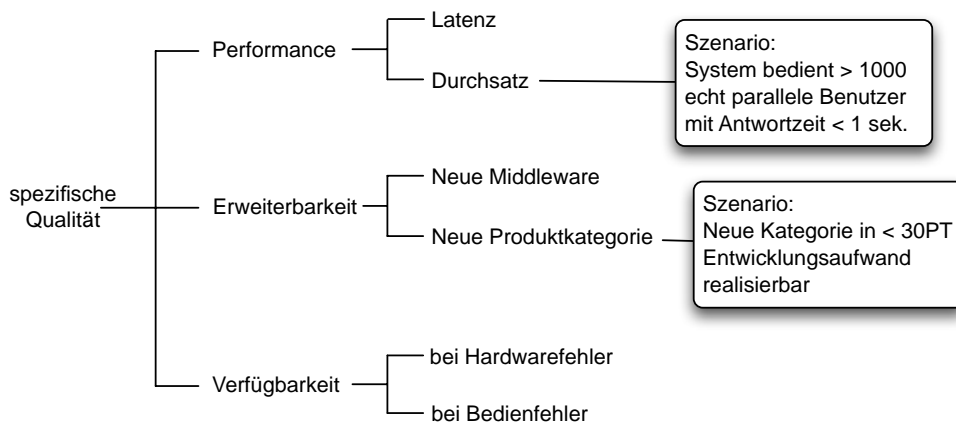 spezifische
Qualität
Performance
Latenz
Durchsatz
Szenario:
System bedient > 1000
echt parallele Benutzer
mit Antwortzeit < 1 sek.
Erweiterbarkeit
Neue Middleware
Neue Produktkategorie
Szenario:
Neue Kategorie in < 30PT
Entwicklungsaufwand
realisierbar
Verfügbarkeit
bei Hardwarefehler
bei Bedienfehler